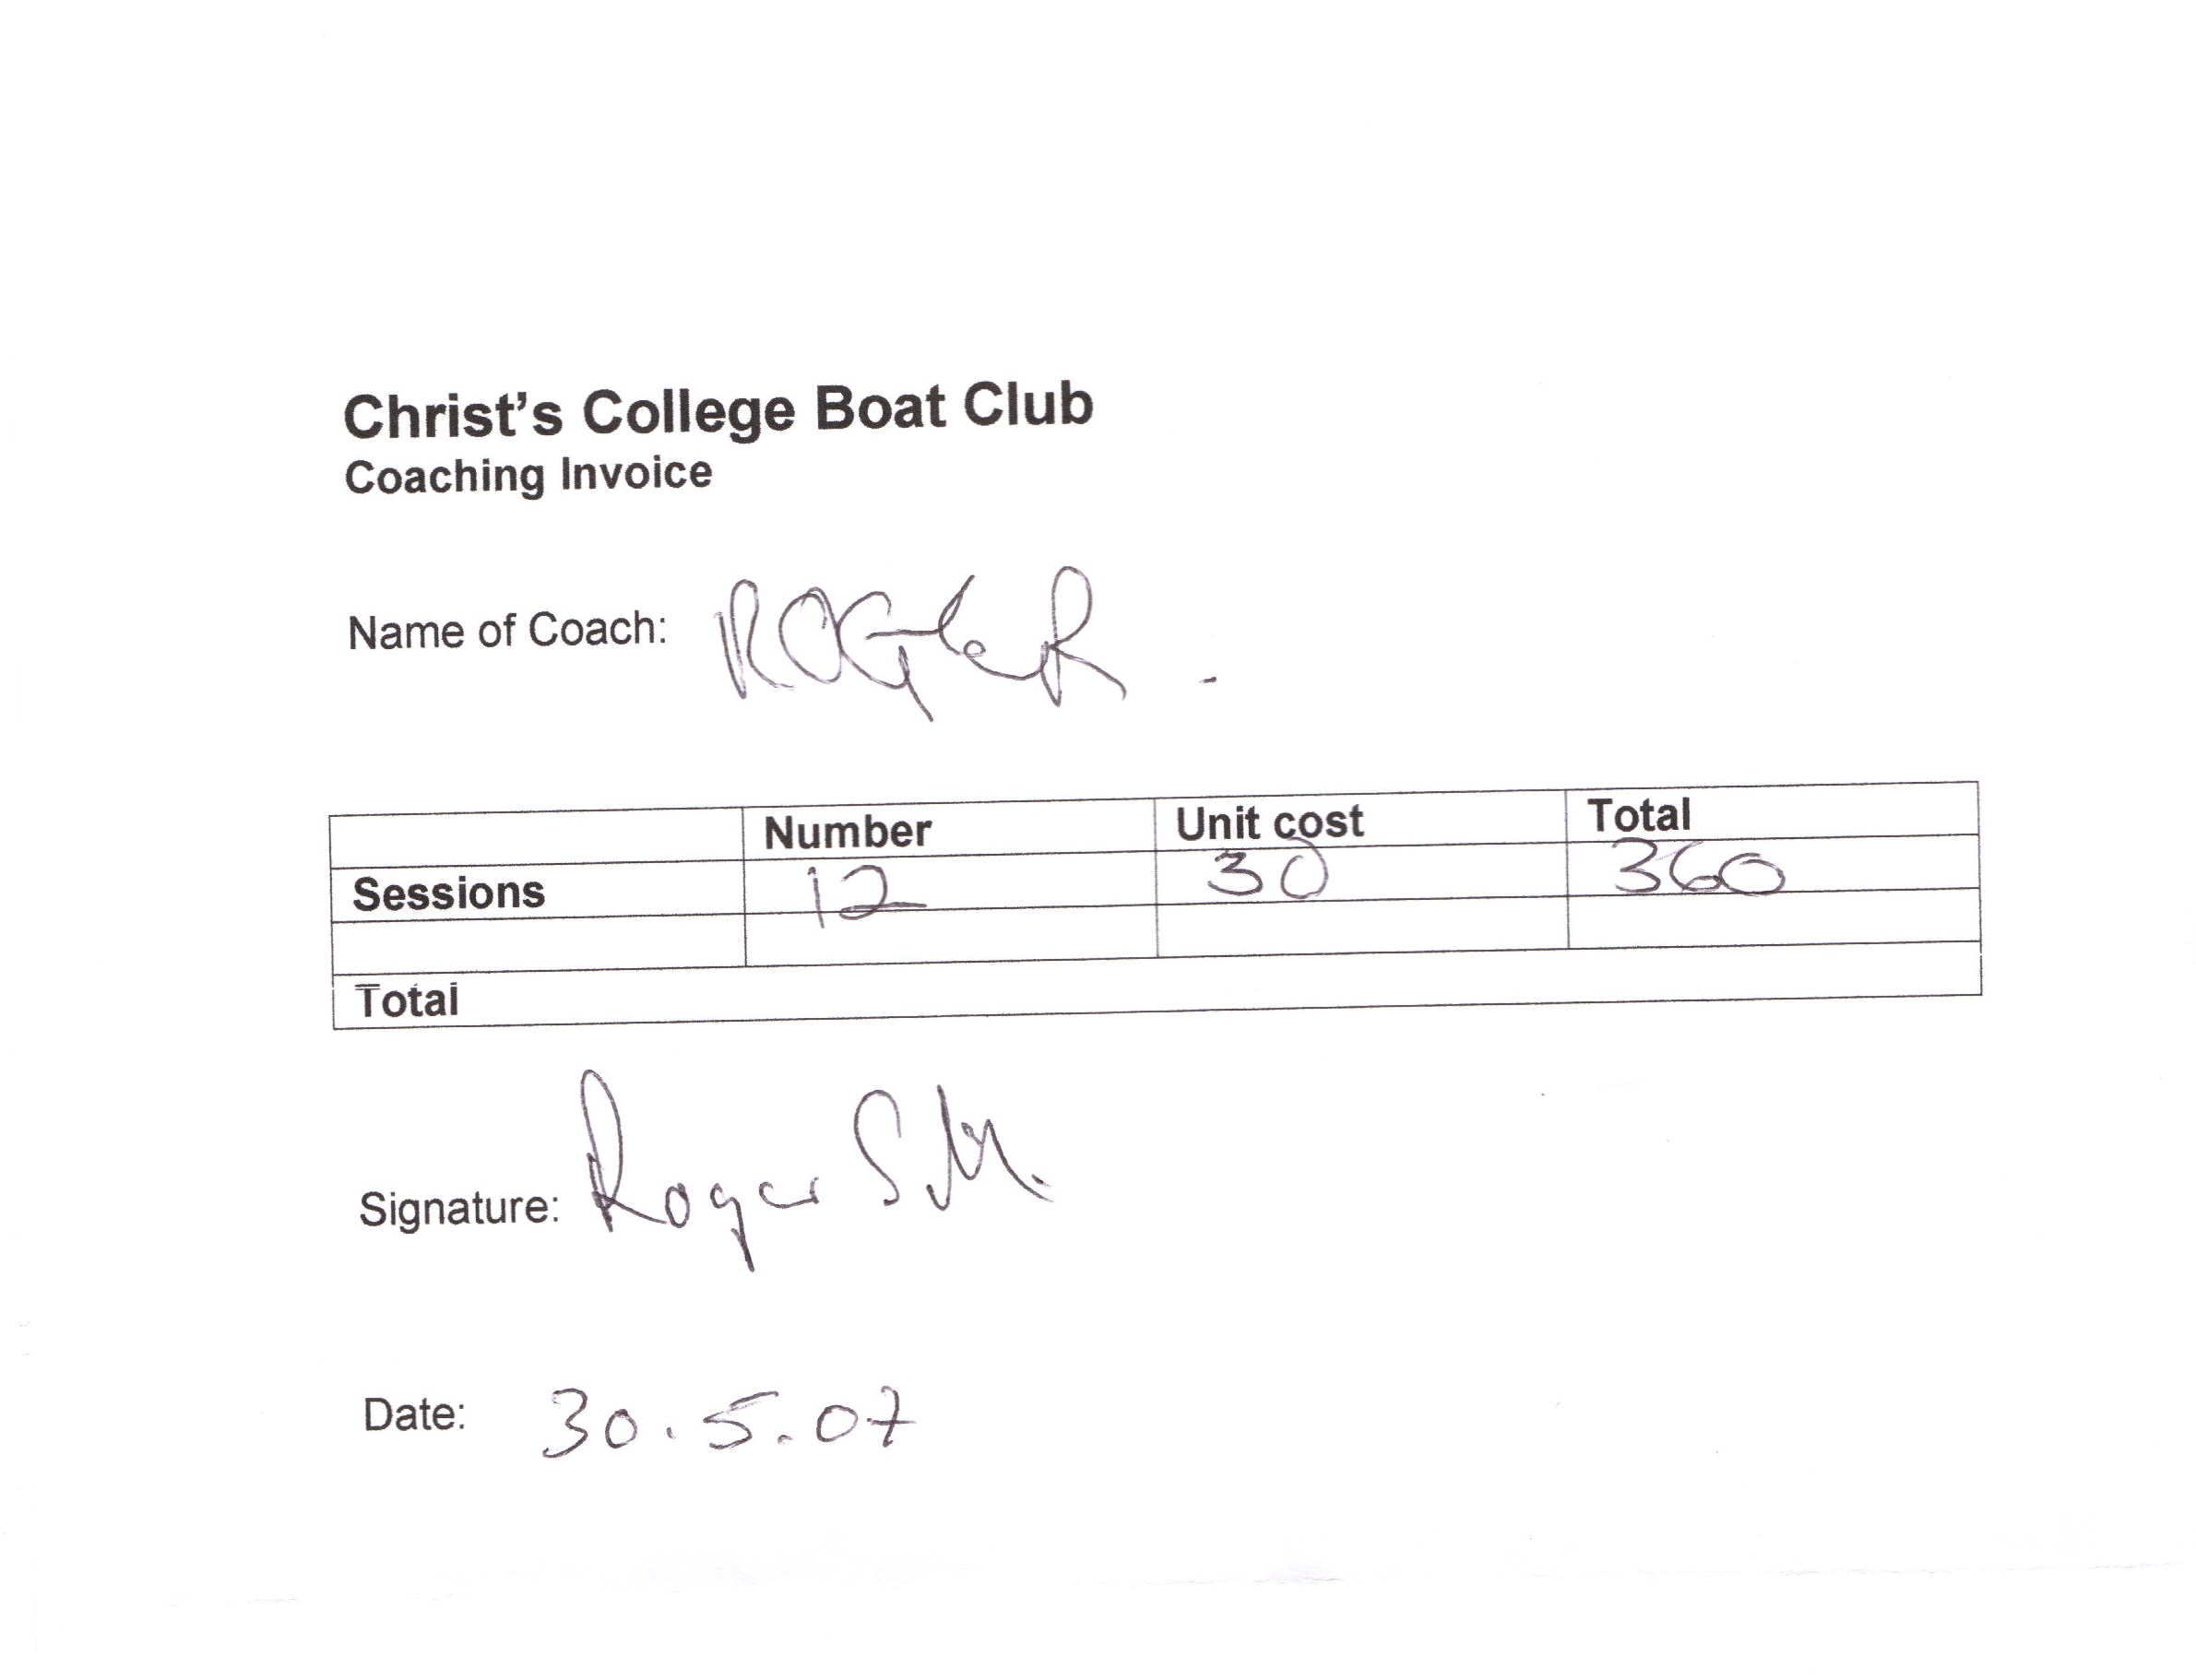 Christ's College Boat Club
Coaching Invoice
Name of Coach: ROGER.
Number Unit cost Total
Sessions 12 30 360
Total
Signature: Roger S.M.
Date: 30.5.07